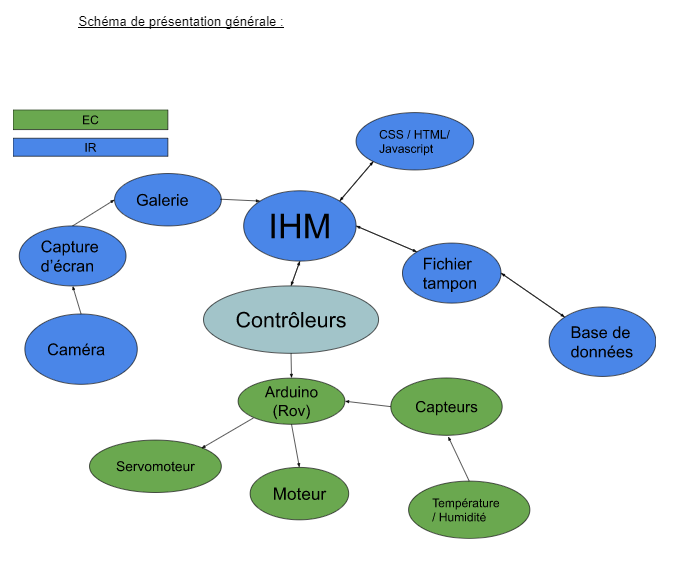 Schéma de présentation générale :
EC
IR
CSS / HTML/
Javascript
Galerie
IHM
Capture
d'écran
Fichier
tampon
Caméra
Contrôleurs
Base de
données
Arduino
(Rov)
Capteurs
Servomoteur
Moteur
Température
/ Humidité